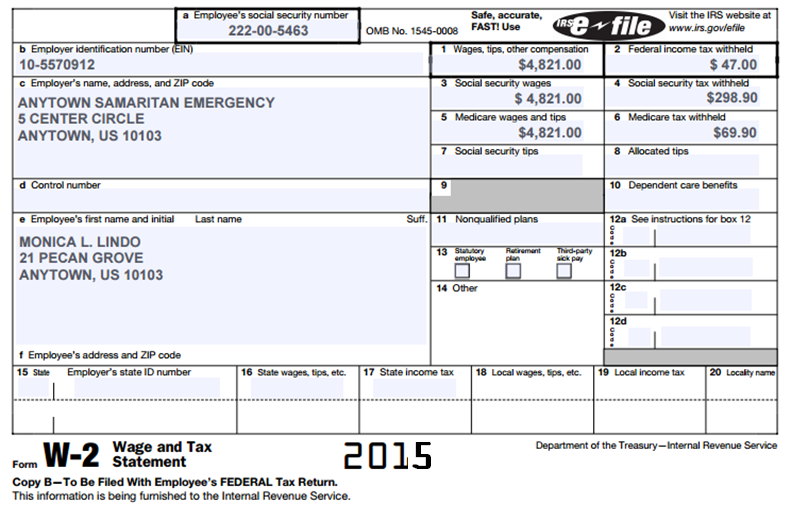 a Employee's social security number
222-00-5463
OMB No. 1545-0008
Safe, accurate,
FAST! Use
IRS e-file
Visit the IRS website at
www.irs.gov/efile
b Employer identification number (EIN)
10-5570912
1 Wages, tips, other compensation
$4,821.00
2 Federal income tax withheld
$ 47.00
c Employer's name, address, and ZIP code
ANYTOWN SAMARITAN EMERGENCY
5 CENTER CIRCLE
ANYTOWN, US 10103
3 Social security wages
$ 4,821.00
4 Social security tax withheld
$298.90
5 Medicare wages and tips
$4,821.00
6 Medicare tax withheld
$69.90
7 Social security tips
8 Allocated tips
d Control number
9
10 Dependent care benefits
e Employee's first name and initial Last name Suff.
MONICA L. LINDO
21 PECAN GROVE
ANYTOWN, US 10103
11 Nonqualified plans
12a See instructions for box 12
Code
13 Statutory employee Retirement plan Third-party sick pay
12b
Code
14 Other
12c
Code
12d
Code
f Employee's address and ZIP code
15 State Employer's state ID number
16 State wages, tips, etc.
17 State income tax
18 Local wages, tips, etc.
19 Local income tax
20 Locality name
Form W-2 Wage and Tax
Statement
2015
Department of the Treasury—Internal Revenue Service
Copy B—To Be Filed With Employee's FEDERAL Tax Return.
This information is being furnished to the Internal Revenue Service.